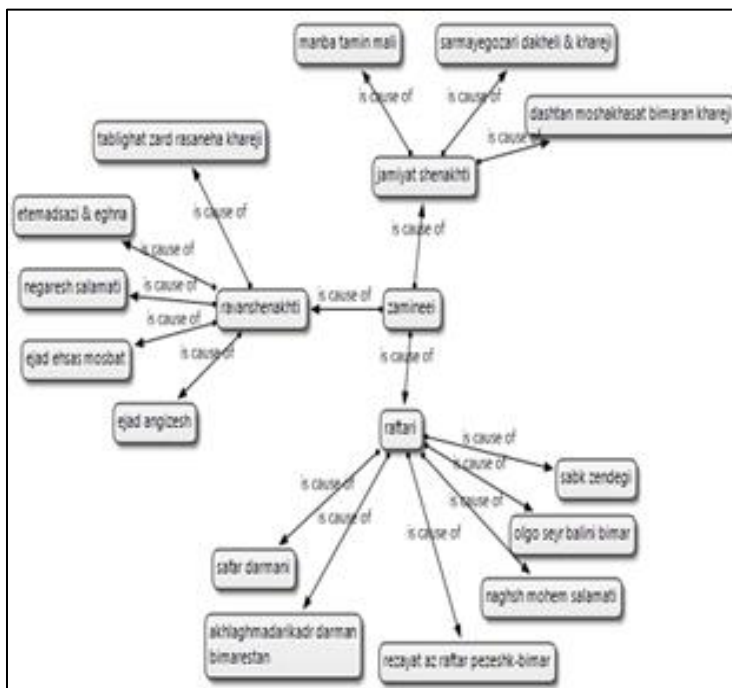 manba tamin mali
sarmayegozari dakheli & khareji
is cause of
is cause of
dashtan moshakhasat bimaran khareji
is cause of
tablighat zard rasaneha khareji
jamiyat shenakhti
etemadsazi & eghna
is cause of
is cause of
is cause of
negaresh salamati
is cause of
ravanshenakhti
is cause of
zamineei
is cause of
ejad ehsas mosbat
is cause of
is cause of
ejad angizesh
raftari
is cause of
sabk zendegi
is cause of
is cause of
is cause of
is cause of
olgo seyr balini bimar
safar darmani
is cause of
naghsh mohem salamati
akhlaghmadarikadr darman
bimarestan
rezayat az raftar pezeshk-bimar